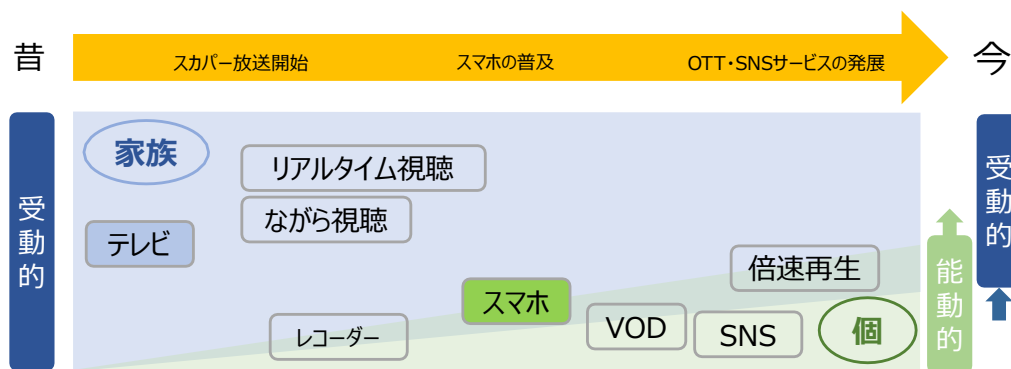 昔
スカパー放送開始
スマホの普及
OTT・SNSサービスの発展
今
受動的
家族
リアルタイム視聴
ながら視聴
テレビ
レコーダー
スマホ
VOD
SNS
倍速再生
個
能動的
受動的